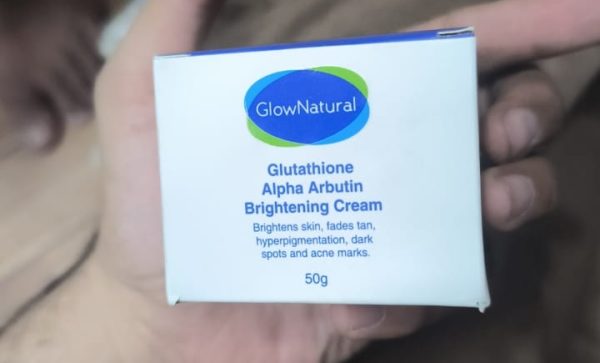 GlowNatural
Glutathione
Alpha Arbutin
Brightening Cream
Brightens skin, fades tan,
hyperpigmentation, dark
spots and acne marks.
50g